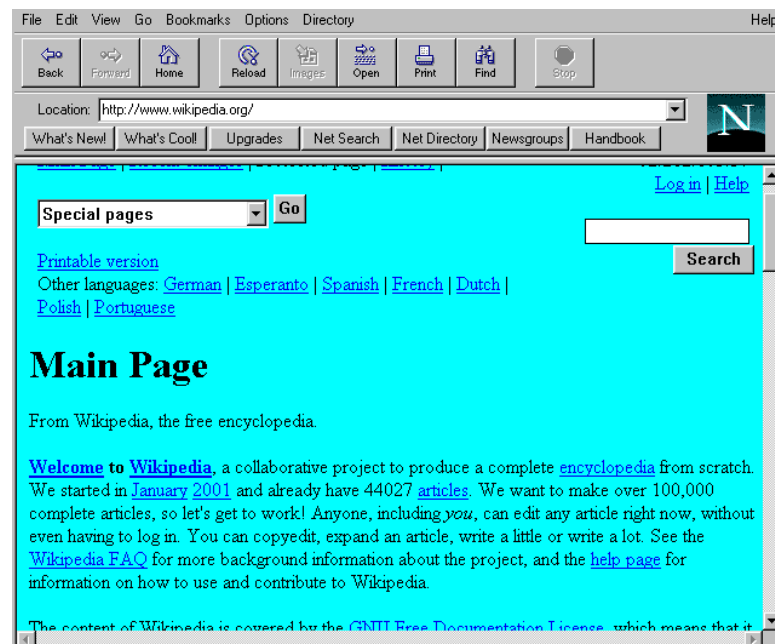 File Edit View Go Bookmarks Options Directory Help
Back Forward Home Reload Images Open Print Find Stop
Location: http://www.wikipedia.org/
N
What's New! What's Cool! Upgrades Net Search Net Directory Newsgroups Handbook
Log in | Help
Special pages Go
Search
Printable version
Other languages: German | Esperanto | Spanish | French | Dutch |
Polish | Portuguese
Main Page
From Wikipedia, the free encyclopedia.
Welcome to Wikipedia, a collaborative project to produce a complete encyclopedia from scratch.
We started in January 2001 and already have 44027 articles. We want to make over 100,000
complete articles, so let's get to work! Anyone, including you, can edit any article right now, without
even having to log in. You can copyedit, expand an article, write a little or write a lot. See the
Wikipedia FAQ for more background information about the project, and the help page for
information on how to use and contribute to Wikipedia.
The content of Wikipedia is covered by the GNU Free Documentation License, which means that it